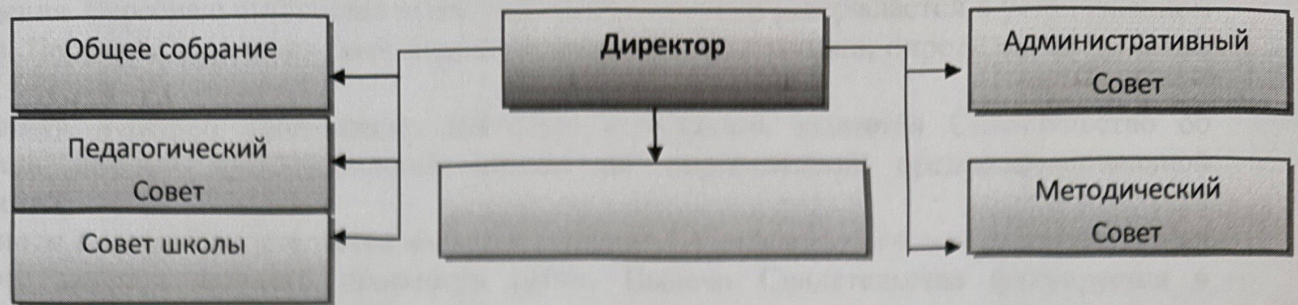 Общее собрание
Директор
Административный
Совет
Педагогический
Совет
Совет школы
Методический
Совет